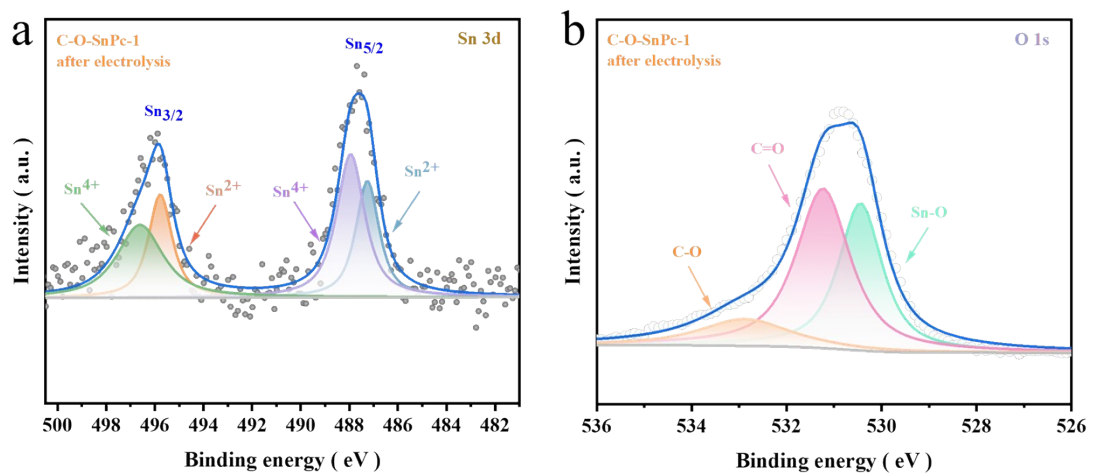 a
C-O-SnPc-1
after electrolysis
Sn 3d
Sn5/2
Sn3/2
Sn4+
Sn2+
Sn4+
Sn2+
Intensity ( a.u. )
500 498 496 494 492 490 488 486 484 482
Binding energy ( eV )
b
C-O-SnPc-1
after electrolysis
O 1s
C=O
Sn-O
C-O
Intensity ( a.u. )
536 534 532 530 528 526
Binding energy ( eV )